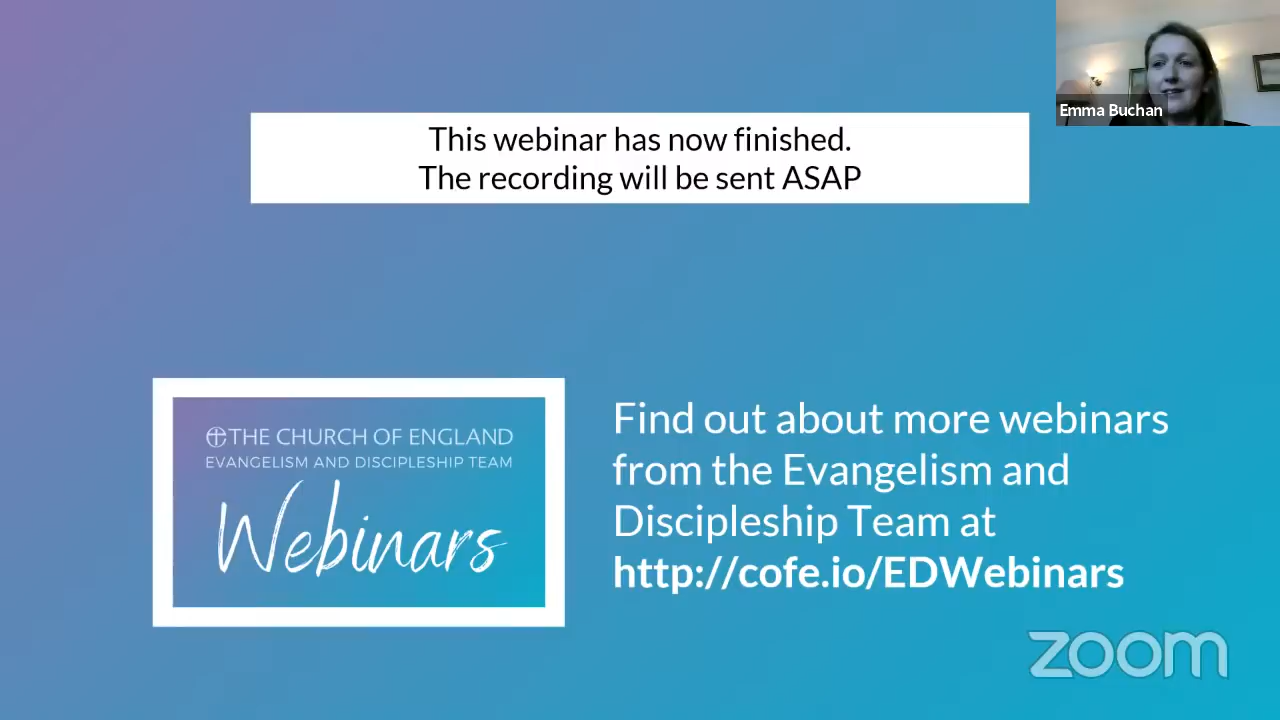 Emma Buchan
This webinar has now finished.
The recording will be sent ASAP
THE CHURCH OF ENGLAND
EVANGELISM AND DISCIPLESHIP TEAM
Webinars
Find out about more webinars
from the Evangelism and
Discipleship Team at
http://cofe.io/EDWebinars
zoom